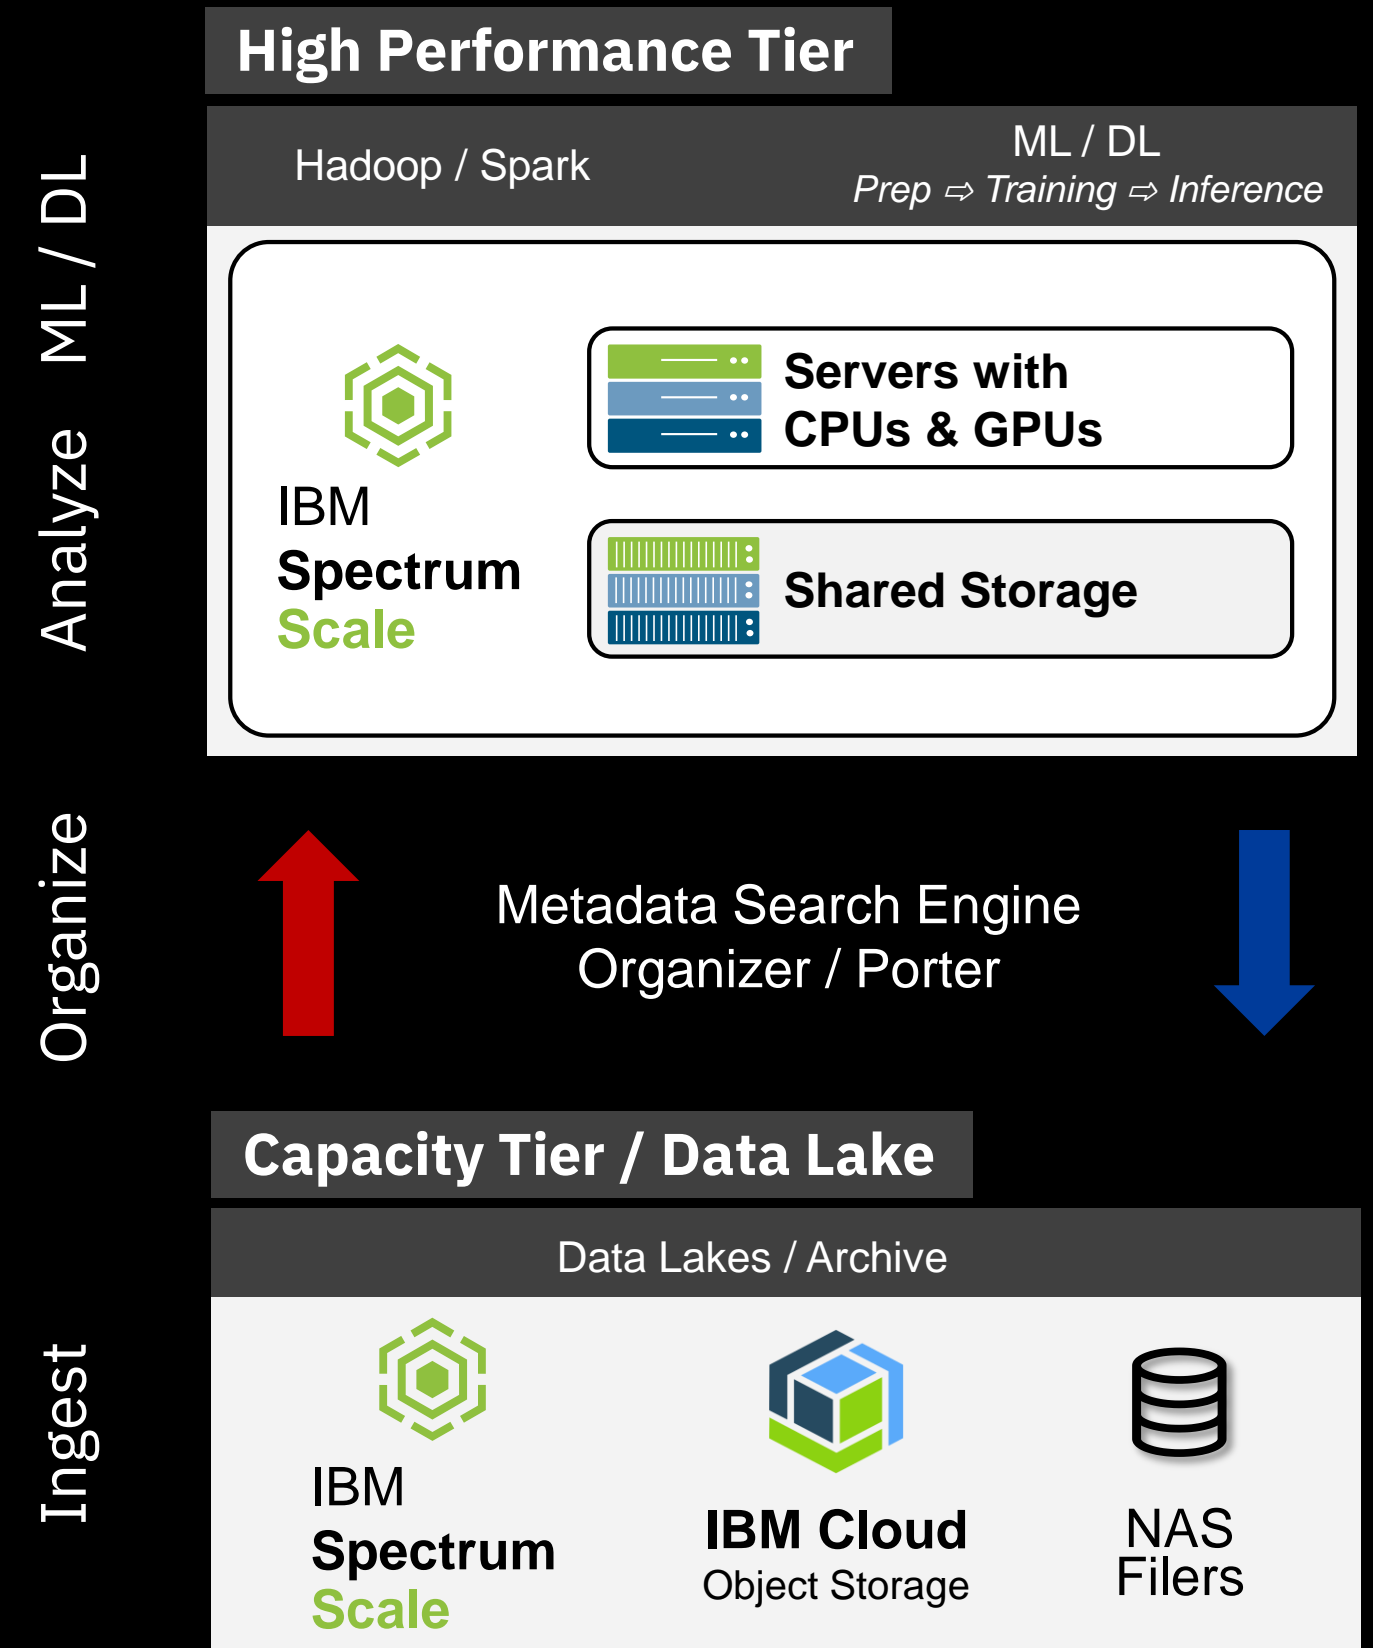 High Performance Tier
Hadoop / Spark
ML / DL
Prep ⇨ Training ⇨ Inference
IBM
Spectrum
Scale
Servers with
CPUs & GPUs
Shared Storage
ML / DL
Analyze
Organize
Ingest
Metadata Search Engine
Organizer / Porter
Capacity Tier / Data Lake
Data Lakes / Archive
IBM
Spectrum
Scale
IBM Cloud
Object Storage
NAS
Filers